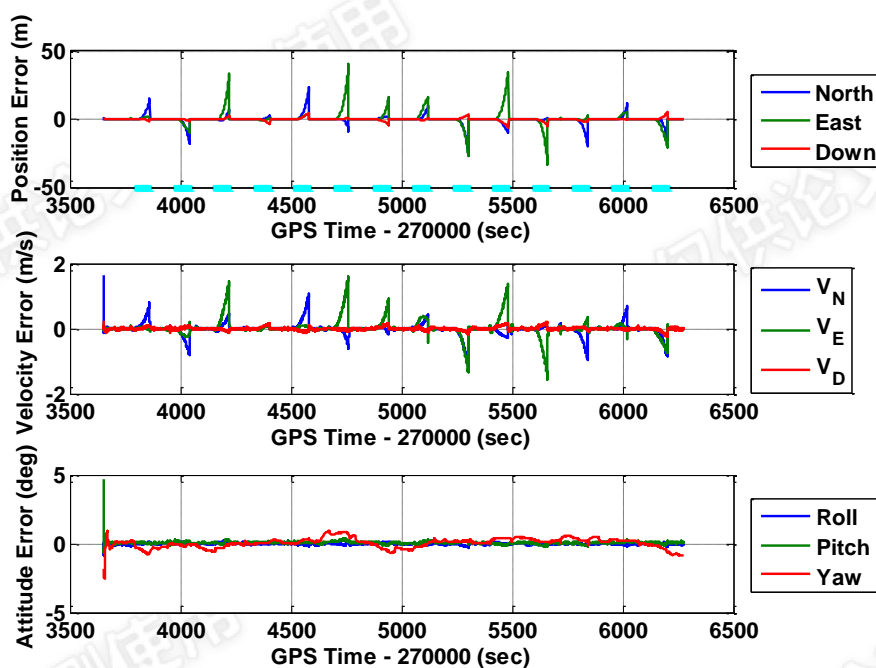 Position Error (m)
50
0
-50
3500 4000 4500 5000 5500 6000 6500
GPS Time - 270000 (sec)
North
East
Down
Velocity Error (m/s)
2
0
-2
3500 4000 4500 5000 5500 6000 6500
GPS Time - 270000 (sec)
V_N
V_E
V_D
Attitude Error (deg)
5
0
-5
3500 4000 4500 5000 5500 6000 6500
GPS Time - 270000 (sec)
Roll
Pitch
Yaw